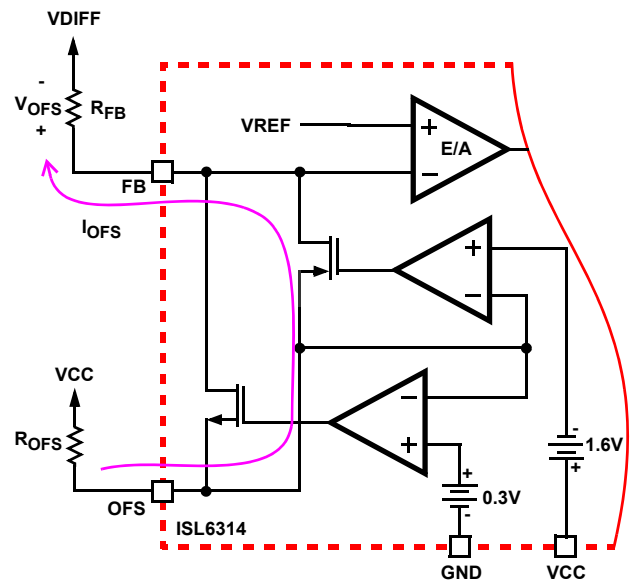 VDIFF
-
VOFS
+
RFB
VREF
+
-
E/A
FB
IOFS
+
-
VCC
ROFS
-
+
-
1.6V
+
+
0.3V
-
OFS
ISL6314
GND
VCC